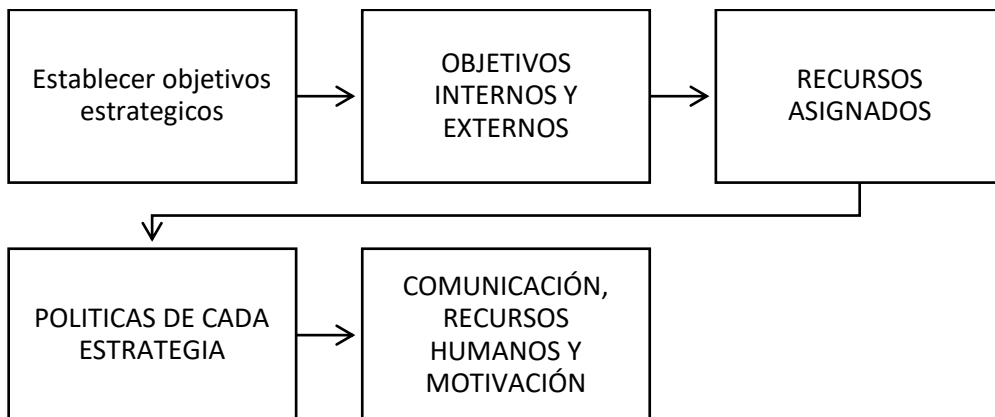 Establecer objetivos
estrategicos
OBJETIVOS
INTERNOS Y
EXTERNOS
RECURSOS
ASIGNADOS
POLITICAS DE CADA
ESTRATEGIA
COMUNICACIÓN,
RECURSOS
HUMANOS Y
MOTIVACIÓN